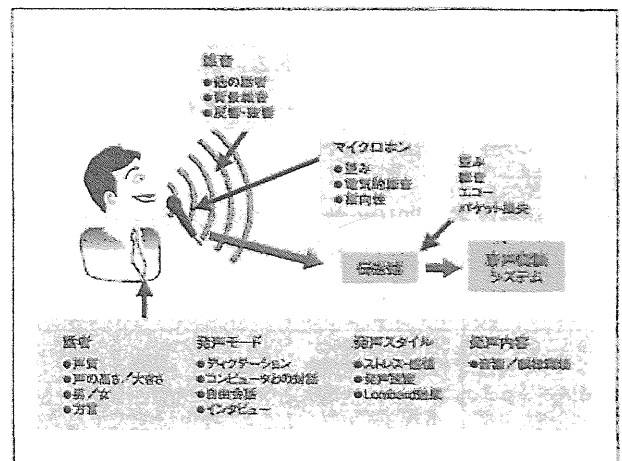 雑音
●他の話者
●背景雑音
●反響・残響
マイクロホン
●歪み
●電気的雑音
●指向性
歪み
雑音
エコー
パケット損失
伝送路
音声認識
システム
話者
●声質
●声の高さ/大きさ
●男/女
●方言
発声モード
●ディクテーション
●コンピュータとの対話
●自由会話
●インタビュー
発声スタイル
●ストレス・感情
●発声速度
●Lombard効果
発声内容